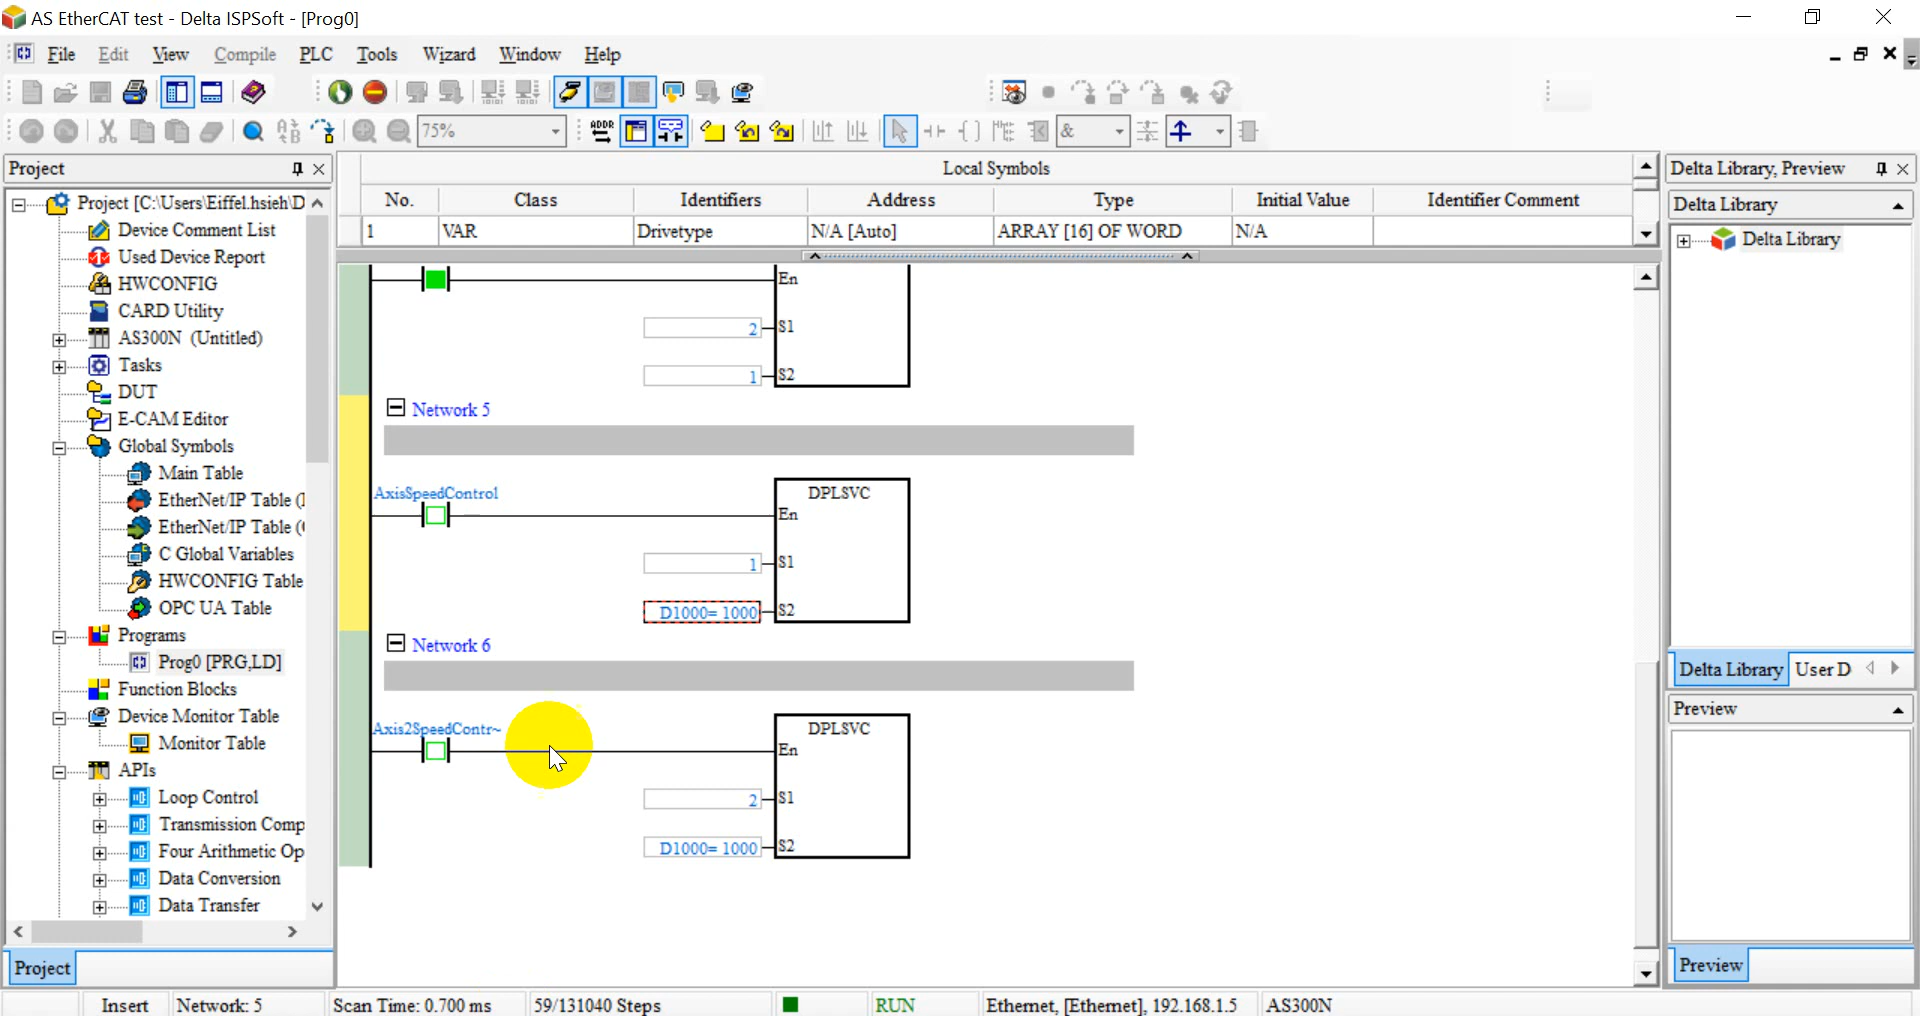 AS EtherCAT test - Delta ISPSoft - [Prog0]
File Edit View Compile PLC Tools Wizard Window Help
75%
ADDR
&
Project
Project [C:\Users\Eiffel.hsieh\D
Device Comment List
Used Device Report
HWCONFIG
CARD Utility
AS300N (Untitled)
Tasks
DUT
E-CAM Editor
Global Symbols
Main Table
EtherNet/IP Table (
EtherNet/IP Table (
C Global Variables
HWCONFIG Table
OPC UA Table
Programs
Prog0 [PRG,LD]
Function Blocks
Device Monitor Table
Monitor Table
APIs
Loop Control
Transmission Comp
Four Arithmetic Op
Data Conversion
Data Transfer
Project
Local Symbols
No. Class Identifiers Address Type Initial Value Identifier Comment
1 VAR Drivetype N/A [Auto] ARRAY [16] OF WORD N/A
En
2 S1
1 S2
Network 5
AxisSpeedControl
DPLSVC
En
1 S1
D1000= 1000 S2
Network 6
Axis2SpeedContr~
DPLSVC
En
2 S1
D1000= 1000 S2
Delta Library, Preview
Delta Library
Delta Library
Delta Library User D
Preview
Preview
Insert Network: 5 Scan Time: 0.700 ms 59/131040 Steps RUN Ethernet, [Ethernet], 192.168.1.5 AS300N